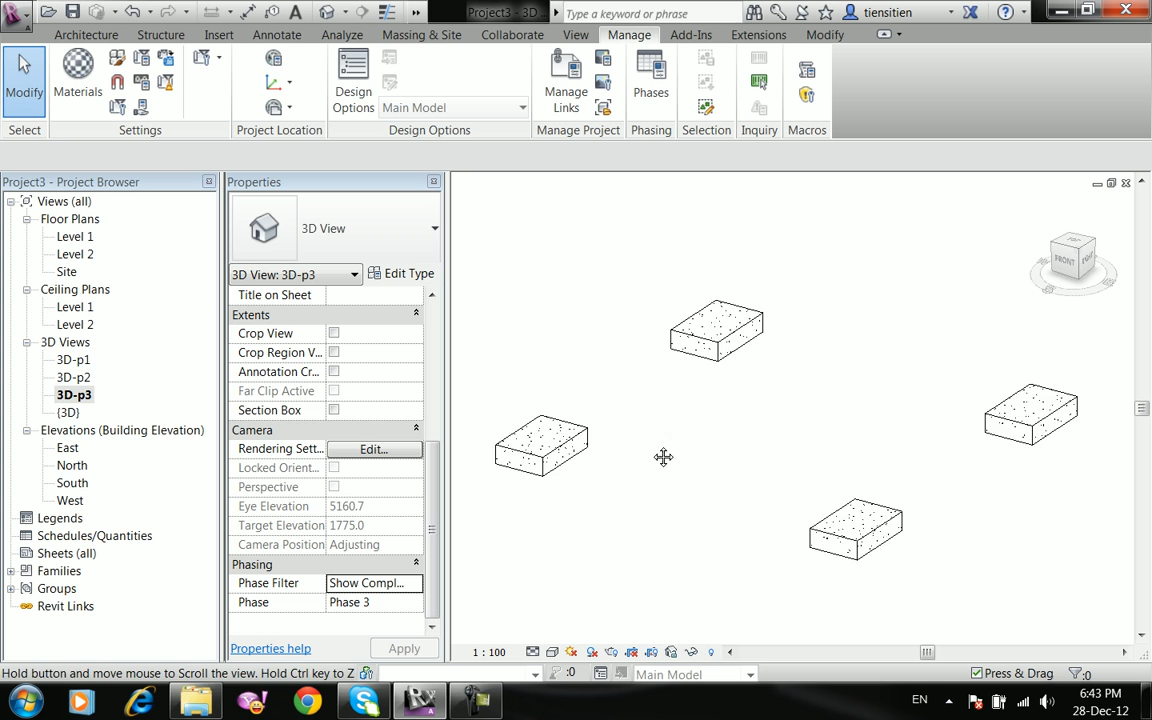 Project3 - 3D ...
Type a keyword or phrase
tiensitien
Architecture Structure Insert Annotate Analyze Massing & Site Collaborate View Manage Add-Ins Extensions Modify
Modify
Materials
Design Options
Main Model
Manage Links
Phases
Select
Settings
Project Location
Design Options
Manage Project
Phasing
Selection
Inquiry
Macros
Project3 - Project Browser
Views (all)
Floor Plans
Level 1
Level 2
Site
Ceiling Plans
Level 1
Level 2
3D Views
3D-p1
3D-p2
3D-p3
{3D}
Elevations (Building Elevation)
East
North
South
West
Legends
Schedules/Quantities
Sheets (all)
Families
Groups
Revit Links
Properties
3D View
3D View: 3D-p3
Edit Type
Title on Sheet
Extents
Crop View
Crop Region V...
Annotation Cr...
Far Clip Active
Section Box
Camera
Rendering Sett... Edit...
Locked Orient...
Perspective
Eye Elevation 5160.7
Target Elevation 1775.0
Camera Position Adjusting
Phasing
Phase Filter Show Compl...
Phase Phase 3
Properties help
Apply
FRONT
1 : 100
Hold button and move mouse to Scroll the view. Hold Ctrl key to Z
:0
Main Model
Press & Drag
:0
EN
6:43 PM
28-Dec-12